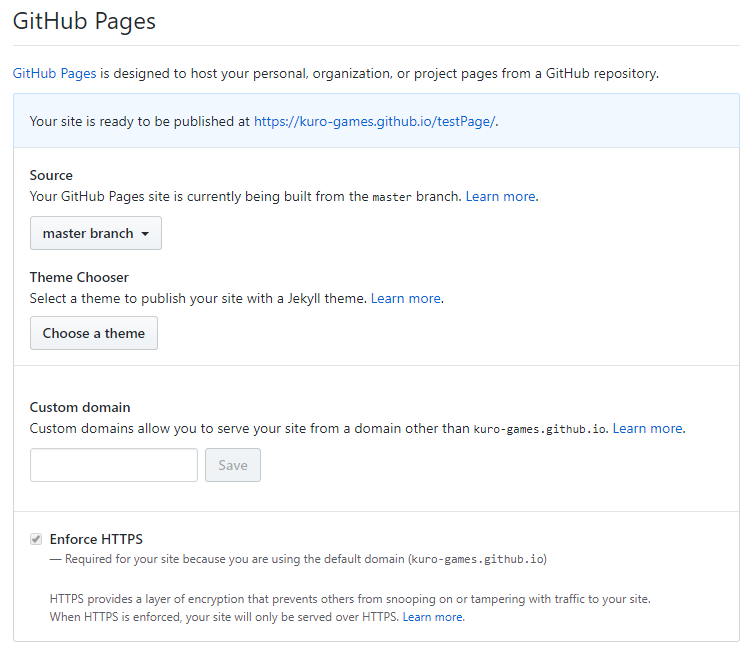 GitHub Pages
GitHub Pages is designed to host your personal, organization, or project pages from a GitHub repository.
Your site is ready to be published at https://kuro-games.github.io/testPage/.
Source
Your GitHub Pages site is currently being built from the master branch. Learn more.
master branch
Theme Chooser
Select a theme to publish your site with a Jekyll theme. Learn more.
Choose a theme
Custom domain
Custom domains allow you to serve your site from a domain other than kuro-games.github.io. Learn more.
Save
Enforce HTTPS
— Required for your site because you are using the default domain (kuro-games.github.io)
HTTPS provides a layer of encryption that prevents others from snooping on or tampering with traffic to your site.
When HTTPS is enforced, your site will only be served over HTTPS. Learn more.